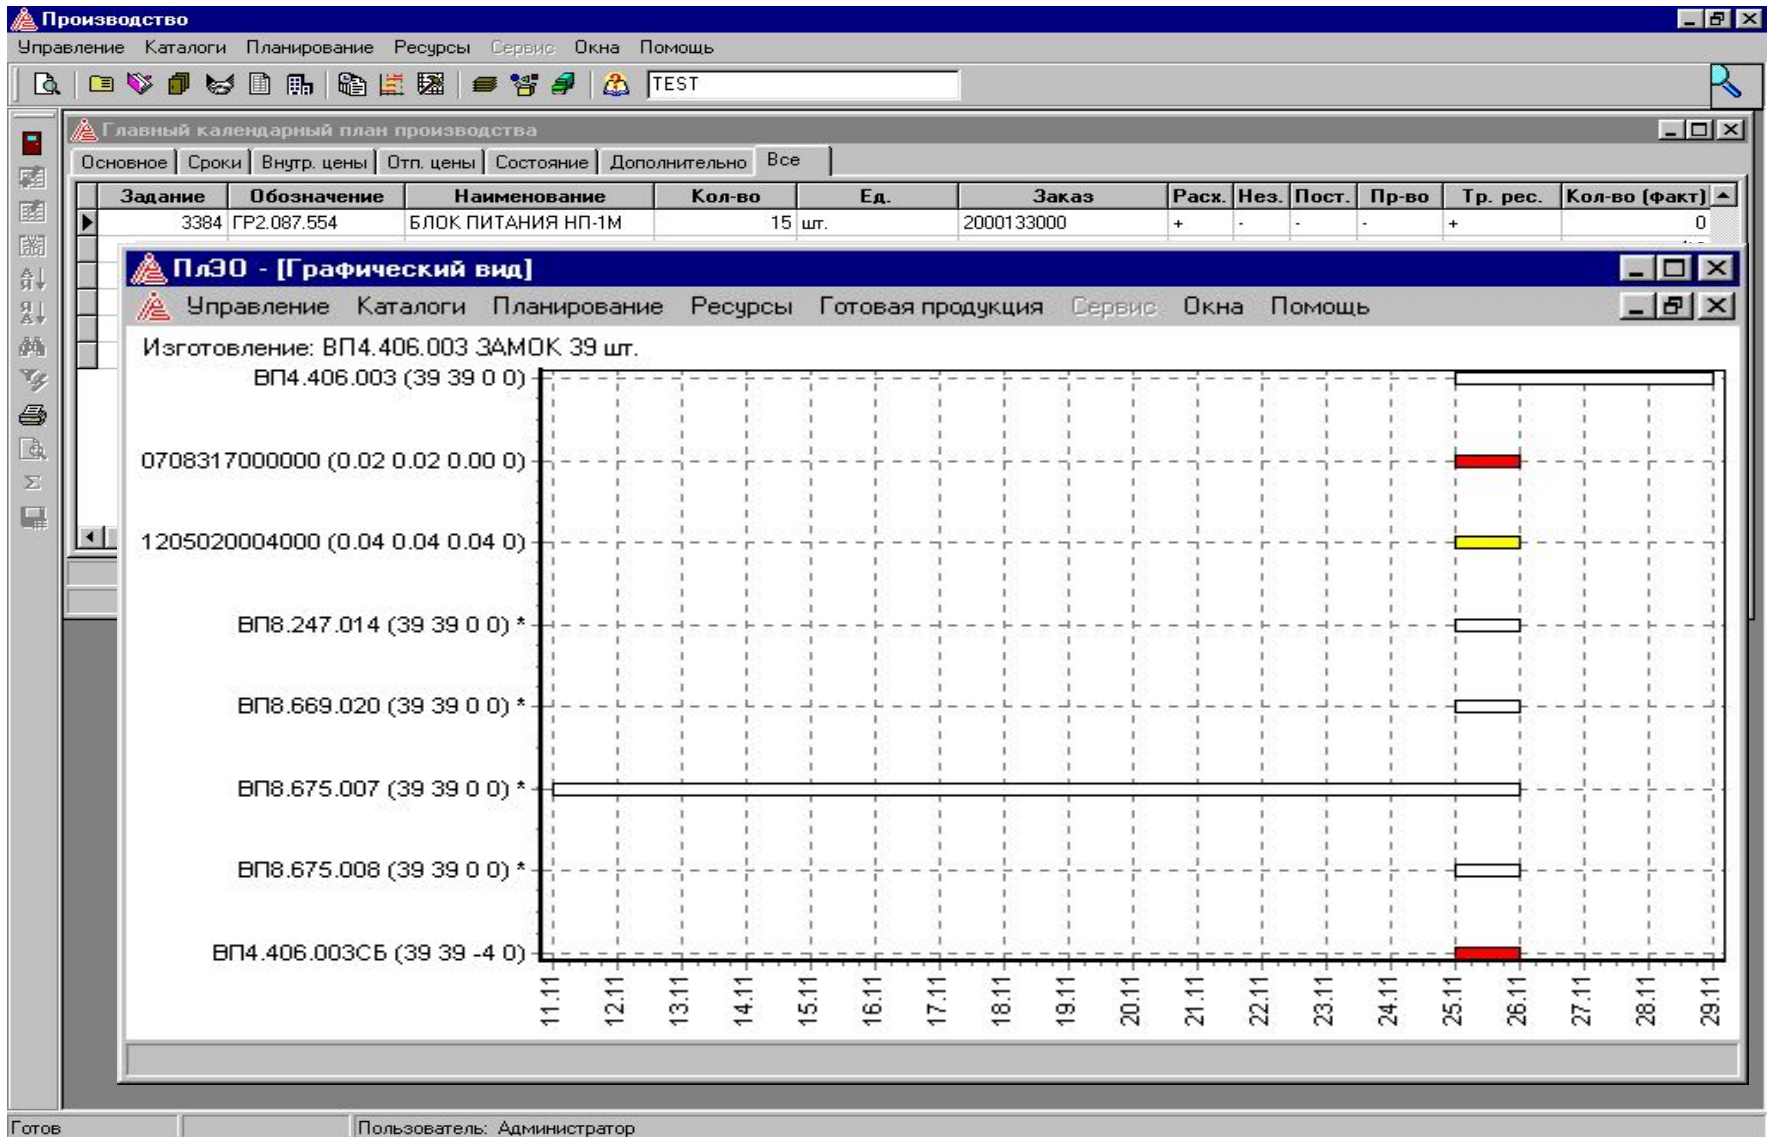 Производство
Управление Каталоги Планирование Ресурсы Сервис Окна Помощь
TEST
Главный календарный план производства
Основное Сроки Внутр. цены Отп. цены Состояние Дополнительно Все
Задание Обозначение Наименование Кол-во Ед. Заказ Расх. Нез. Пост. Пр-во Тр. рес. Кол-во (факт)
3384 ГР2.087.554 БЛОК ПИТАНИЯ НП-1М 15 шт. 2000133000 + - - - + 0
ПлЭО - [Графический вид]
Управление Каталоги Планирование Ресурсы Готовая продукция Сервис Окна Помощь
Изготовление: ВП4.406.003 ЗАМОК 39 шт.
ВП4.406.003 (39 39 0 0)
0708317000000 (0.02 0.02 0.00 0)
1205020004000 (0.04 0.04 0.04 0)
ВП8.247.014 (39 39 0 0) *
ВП8.669.020 (39 39 0 0) *
ВП8.675.007 (39 39 0 0) *
ВП8.675.008 (39 39 0 0) *
ВП4.406.003СБ (39 39 -4 0)
11.11 12.11 13.11 14.11 15.11 16.11 17.11 18.11 19.11 20.11 21.11 22.11 23.11 24.11 25.11 26.11 27.11 28.11 29.11
Готов Пользователь: Администратор